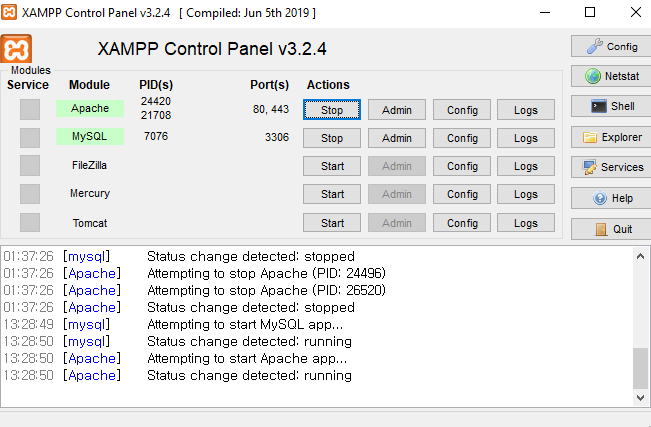 XAMPP Control Panel v3.2.4 [ Compiled: Jun 5th 2019 ]
XAMPP Control Panel v3.2.4
Config
Modules
Service Module PID(s) Port(s) Actions
Netstat
Apache 24420 21708 80, 443 Stop Admin Config Logs
Shell
MySQL 7076 3306 Stop Admin Config Logs
Explorer
FileZilla Start Admin Config Logs
Services
Mercury Start Admin Config Logs
Help
Tomcat Start Admin Config Logs
Quit
01:37:26 [mysql] Status change detected: stopped
01:37:26 [Apache] Attempting to stop Apache (PID: 24496)
01:37:26 [Apache] Attempting to stop Apache (PID: 26520)
01:37:26 [Apache] Status change detected: stopped
13:28:49 [mysql] Attempting to start MySQL app...
13:28:50 [mysql] Status change detected: running
13:28:50 [Apache] Attempting to start Apache app...
13:28:50 [Apache] Status change detected: running